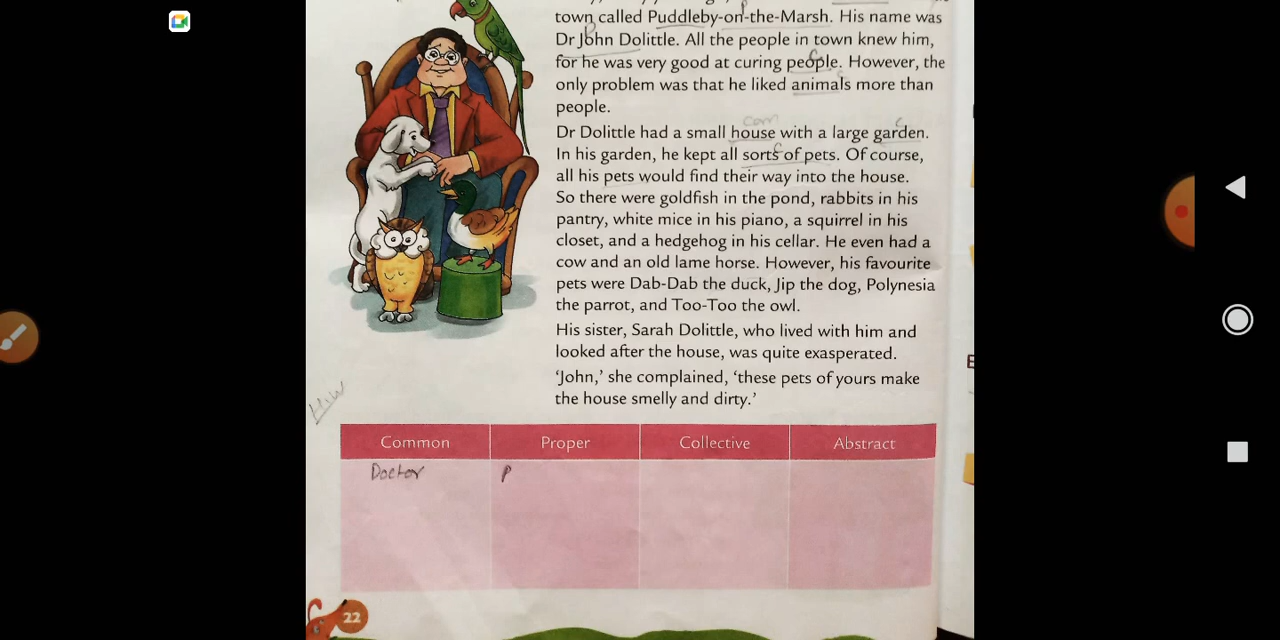 town called Puddleby-on-the-Marsh. His name was
Dr John Dolittle. All the people in town knew him,
for he was very good at curing people. However, the
only problem was that he liked animals more than
people.
com
Dr Dolittle had a small house with a large garden.
In his garden, he kept all sorts of pets. Of course,
all his pets would find their way into the house.
So there were goldfish in the pond, rabbits in his
pantry, white mice in his piano, a squirrel in his
closet, and a hedgehog in his cellar. He even had a
cow and an old lame horse. However, his favourite
pets were Dab-Dab the duck, Jip the dog, Polynesia
the parrot, and Too-Too the owl.
His sister, Sarah Dolittle, who lived with him and
looked after the house, was quite exasperated.
‘John,’ she complained, ‘these pets of yours make
the house smelly and dirty.’
H.W
Common Proper Collective Abstract
Doctor P
22